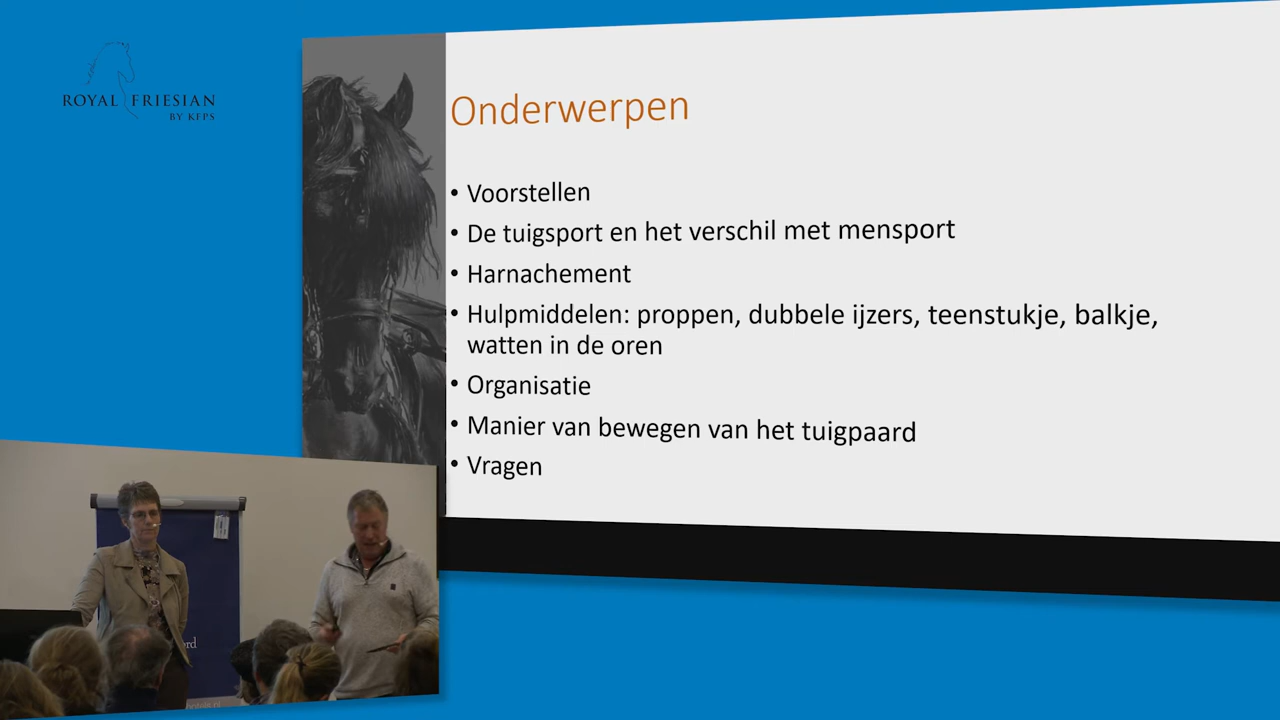 ROYAL FRIESIAN
BY KFPS
Onderwerpen
• Voorstellen
• De tuigsport en het verschil met mensport
• Harnachement
• Hulpmiddelen: proppen, dubbele ijzers, teenstukje, balkje,
watten in de oren
• Organisatie
• Manier van bewegen van het tuigpaard
• Vragen